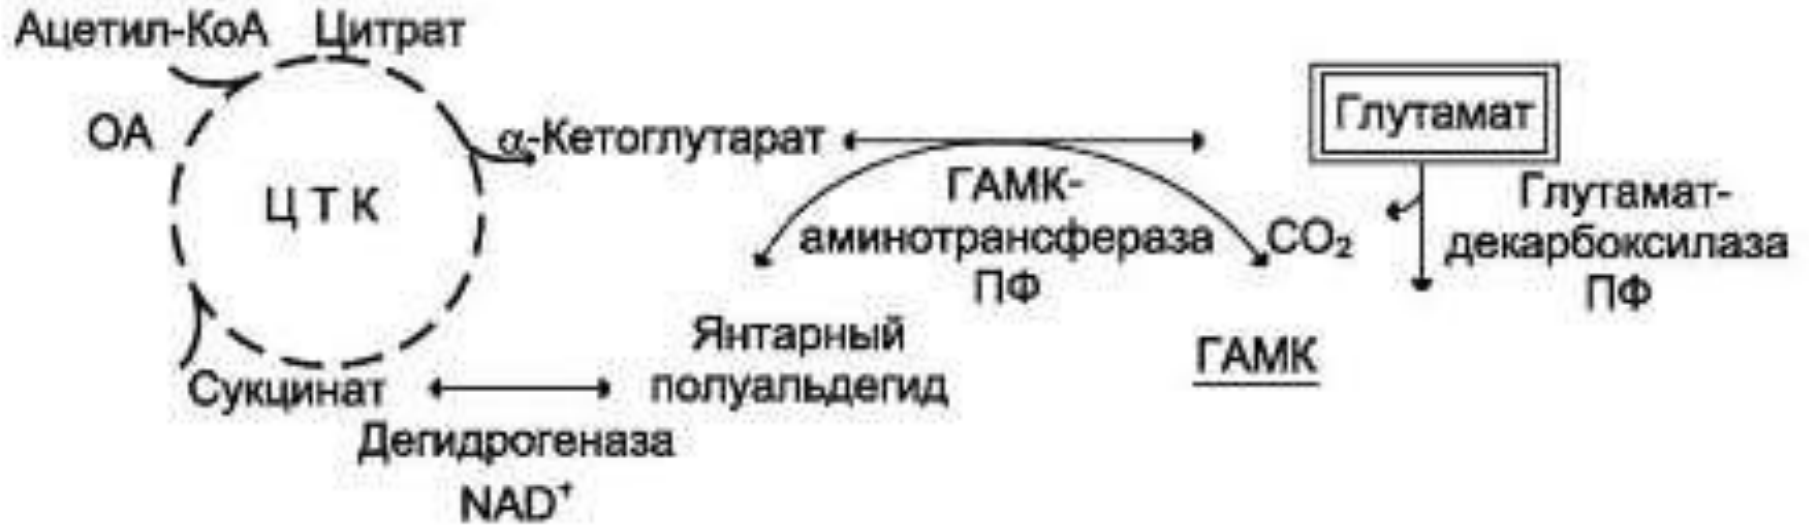 Ацетил-КоА Цитрат
ОА
ЦТК
α-Кетоглутарат
Глутамат
ГАМК-
аминотрансфераза
ПФ
CO₂
Глутамат-
декарбоксилаза
ПФ
Янтарный
полуальдегид
ГАМК
Сукцинат
Дегидрогеназа
NAD⁺